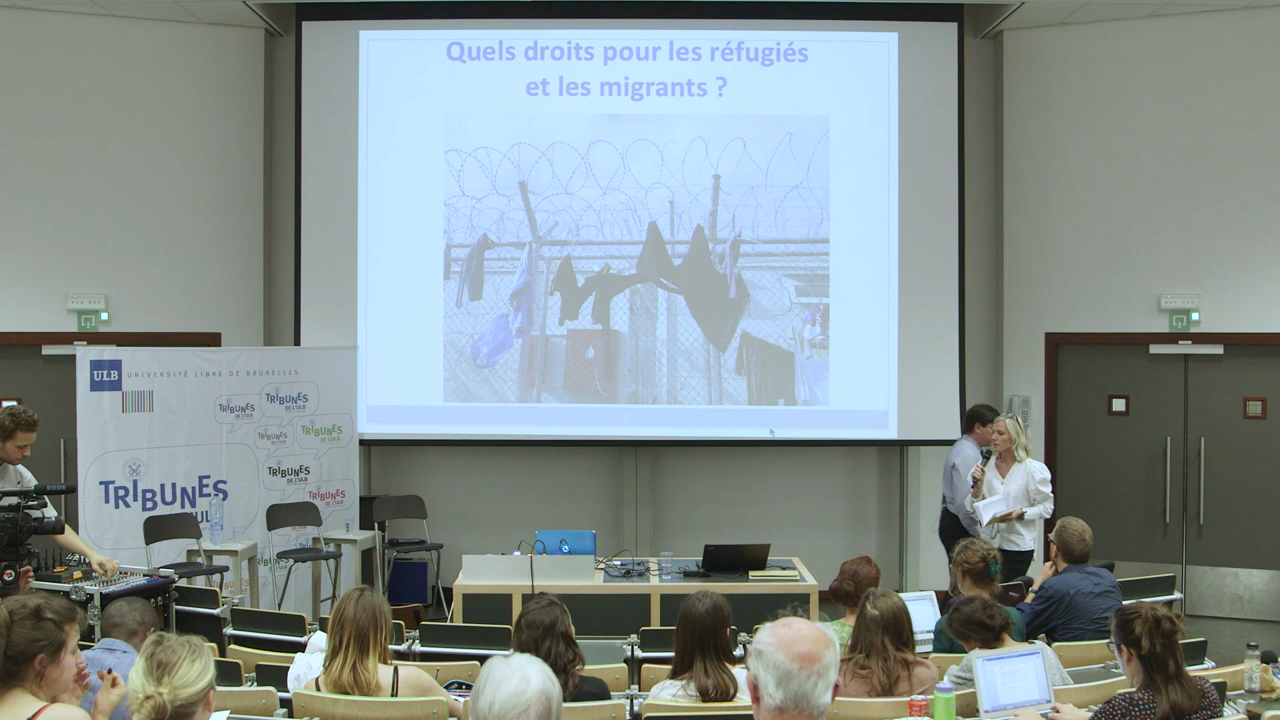 Quels droits pour les réfugiés
et les migrants ?
ULB UNIVERSITÉ LIBRE DE BRUXELLES
TRIBUNES
DE L'ULB
TRIBUNES
DE L'ULB
TRIBUNES
DE L'ULB
TRIBUNES
DE L'ULB
TRIBUNES
DE L'ULB
TRIBUNES
DE L'ULB
TRIBUNES
RODE